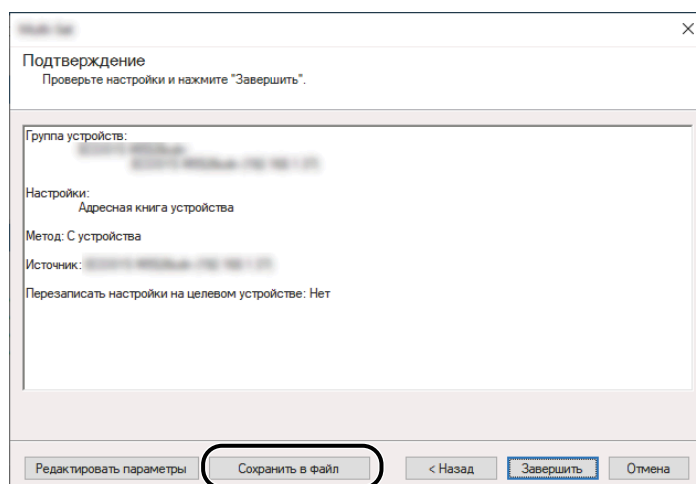 Подтверждение
Проверьте настройки и нажмите "Завершить".
Группа устройств:
Настройки:
Адресная книга устройства
Метод: С устройства
Источник:
Перезаписать настройки на целевом устройстве: Нет
Редактировать параметры Сохранить в файл < Назад Завершить Отмена